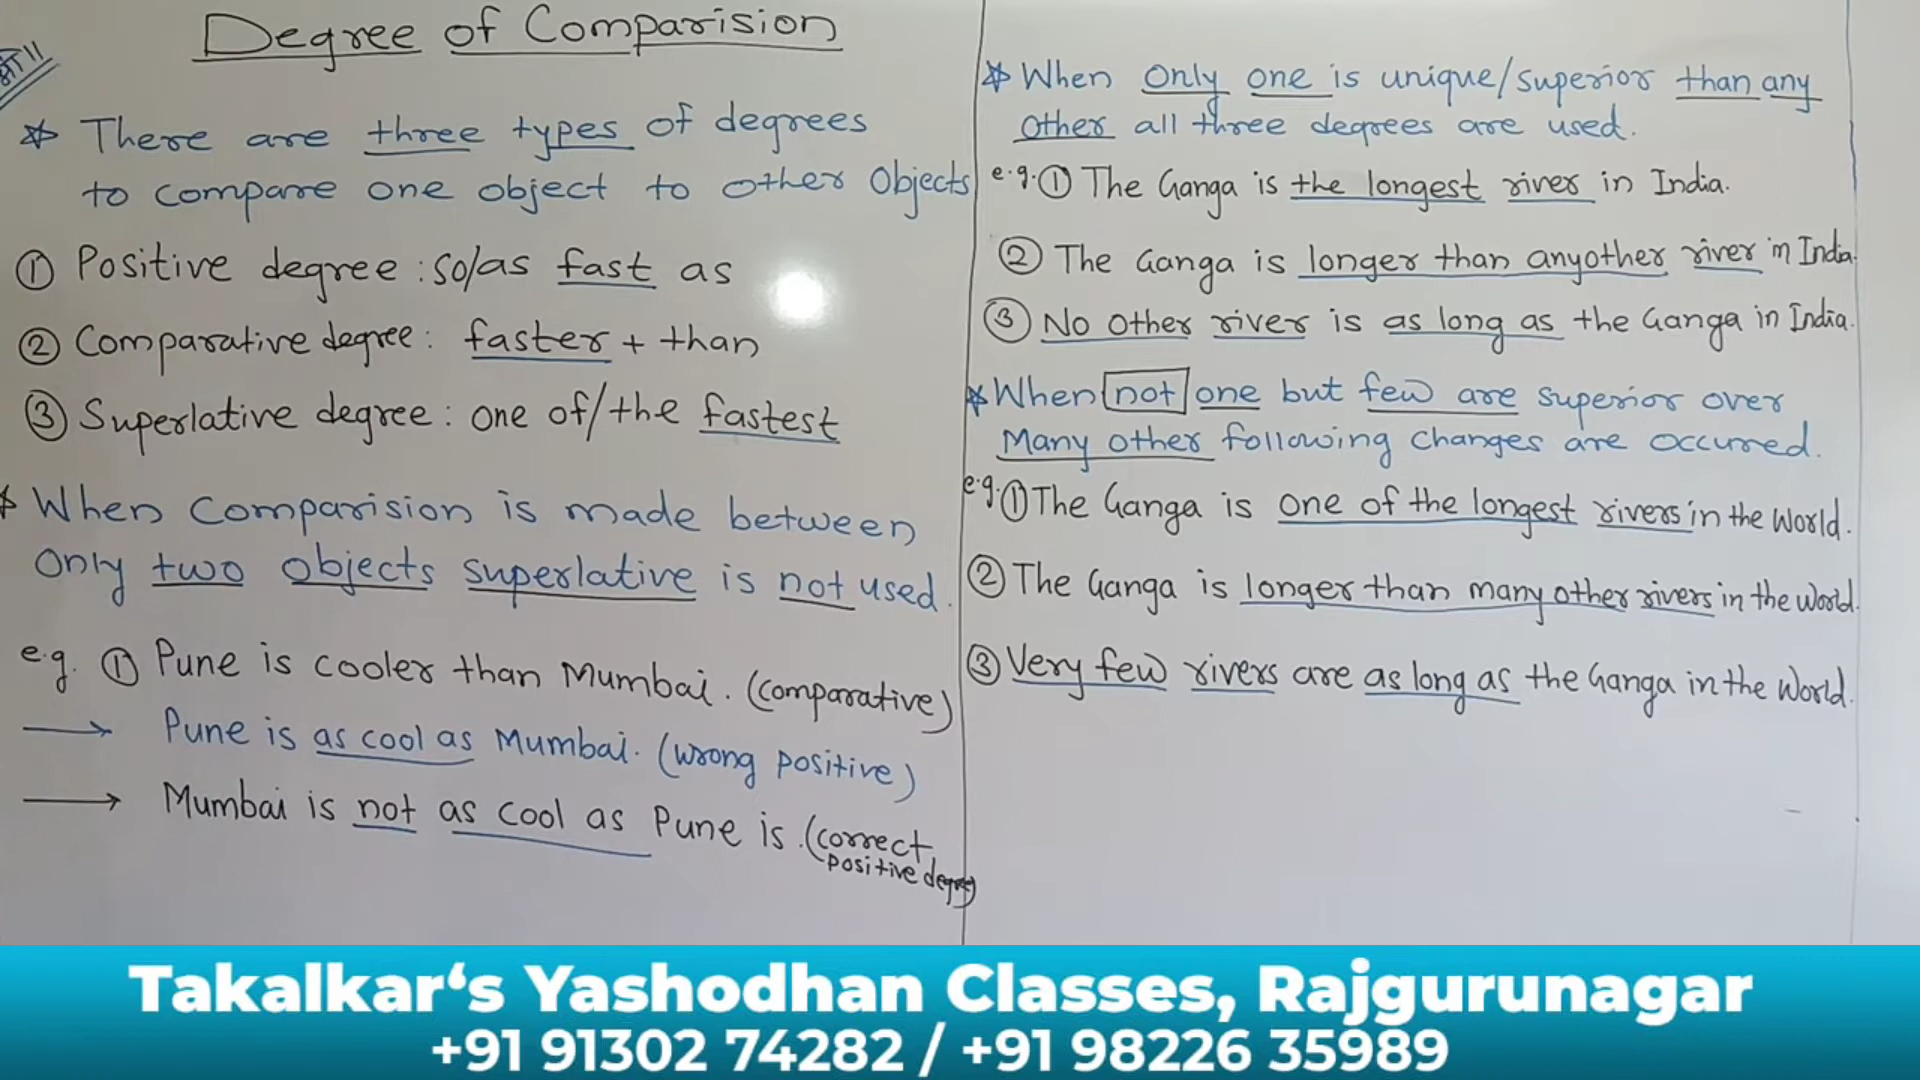 Degree of Comparision
☆ There are three types of degrees
to compare one object to other Objects
① Positive degree : so/as fast as
② Comparative degree : faster + than
③ Superlative degree : one of/the fastest
☆ When Comparision is made between
Only two objects superlative is not used.
e.g. ① Pune is cooler than Mumbai. (comparative)
→ Pune is as cool as Mumbai. (wrong positive)
→ Mumbai is not as cool as Pune is. (correct
positive degree)
☆ When Only one is unique/superior than any
Other all three degrees are used.
e.g. ① The Ganga is the longest river in India.
② The Ganga is longer than anyother river in India.
③ No other river is as long as the Ganga in India.
☆ When not one but few are superior over
Many other following changes are occurred.
e.g. ① The Ganga is one of the longest rivers in the World.
② The Ganga is longer than many other rivers in the World.
③ Very few rivers are as long as the Ganga in the World.
Takalkar‘s Yashodhan Classes, Rajgurunagar
+91 91302 74282 / +91 98226 35989